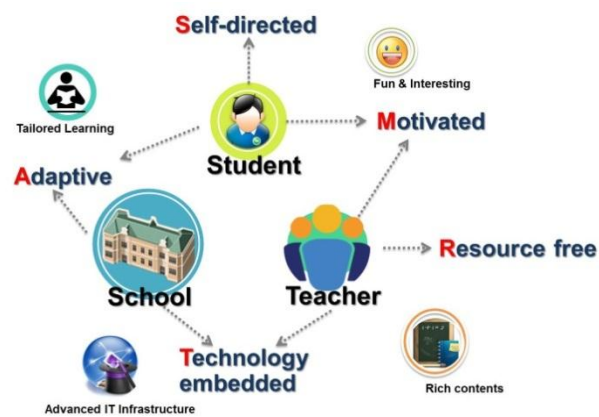 Self-directed
Fun & Interesting
Tailored Learning
Motivated
Student
Adaptive
Resource free
School
Teacher
Technology
embedded
Rich contents
Advanced IT Infrastructure